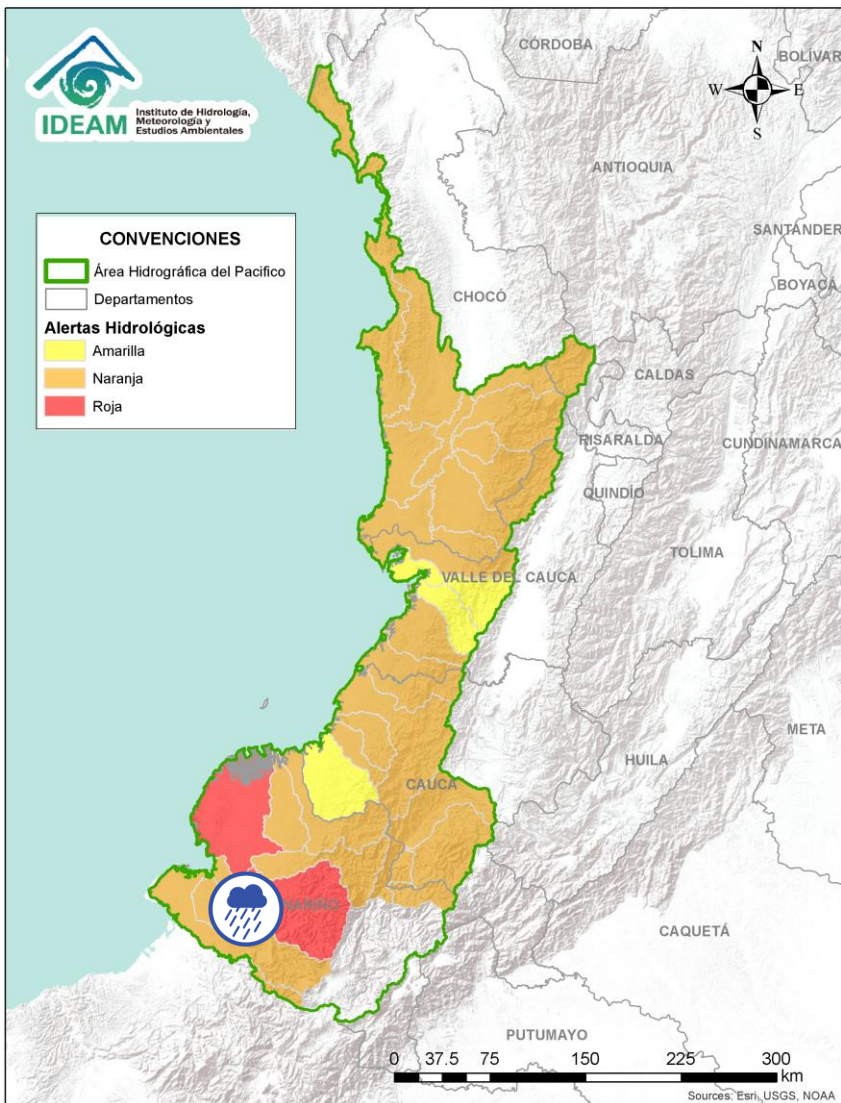 IDEAM
Instituto de Hidrología,
Meteorología y
Estudios Ambientales
CÓRDOBA
BOLÍVAR
N
W
E
S
ANTIOQUIA
SANTANDER
BOYACÁ
CONVENCIONES
Área Hidrográfica del Pacifico
Departamentos
Alertas Hidrológicas
Amarilla
Naranja
Roja
CHOCÓ
CALDAS
RISARALDA
CUNDINAMARCA
QUINDÍO
TOLIMA
VALLE DEL CAUCA
META
HUILA
CAUCA
NARIÑO
CAQUETÁ
PUTUMAYO
0 37.5 75 150 225 300
km
Sources: Esri, USGS, NOAA